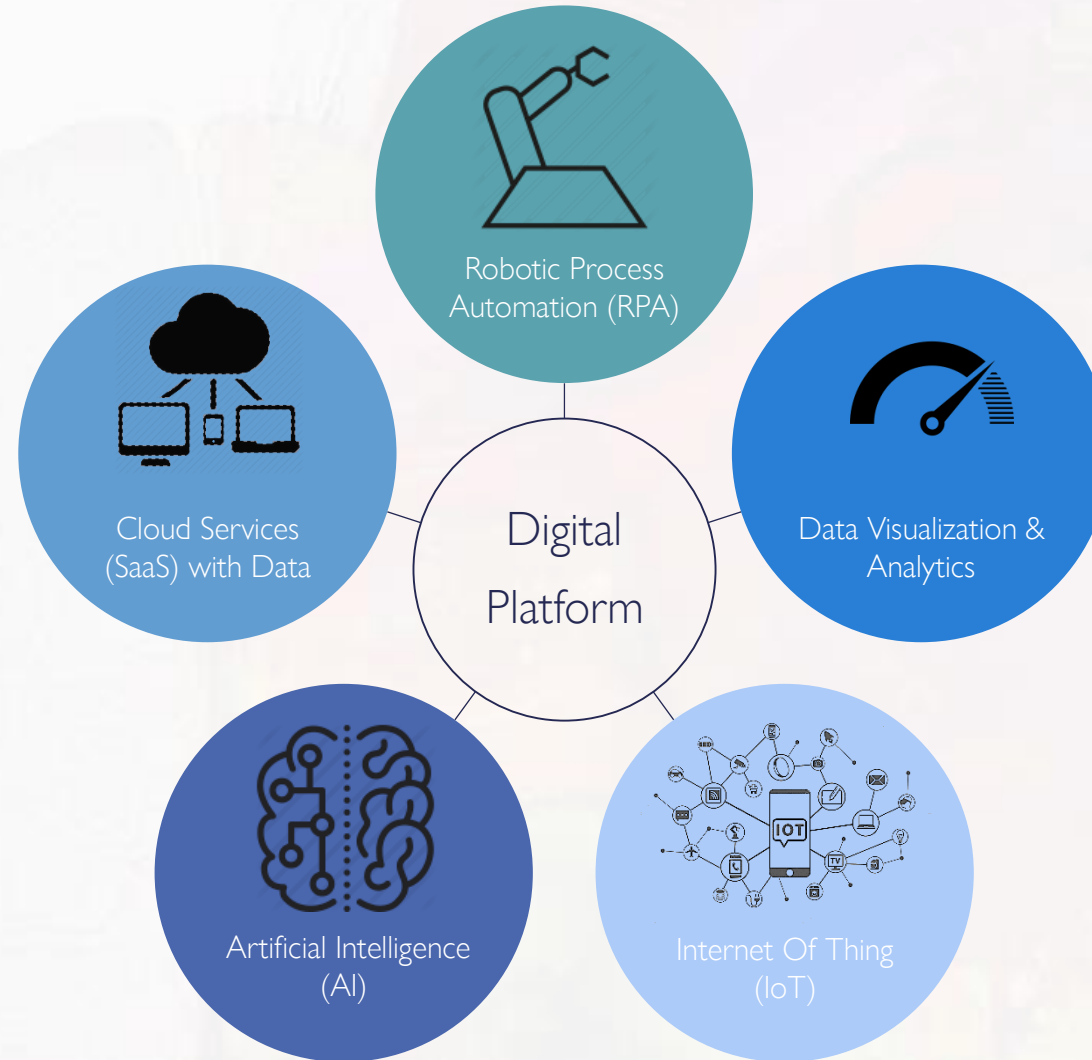 Robotic Process
Automation (RPA)
Cloud Services
(SaaS) with Data
Digital
Platform
Data Visualization &
Analytics
Artificial Intelligence
(AI)
IOT
TV
Internet Of Thing
(IoT)